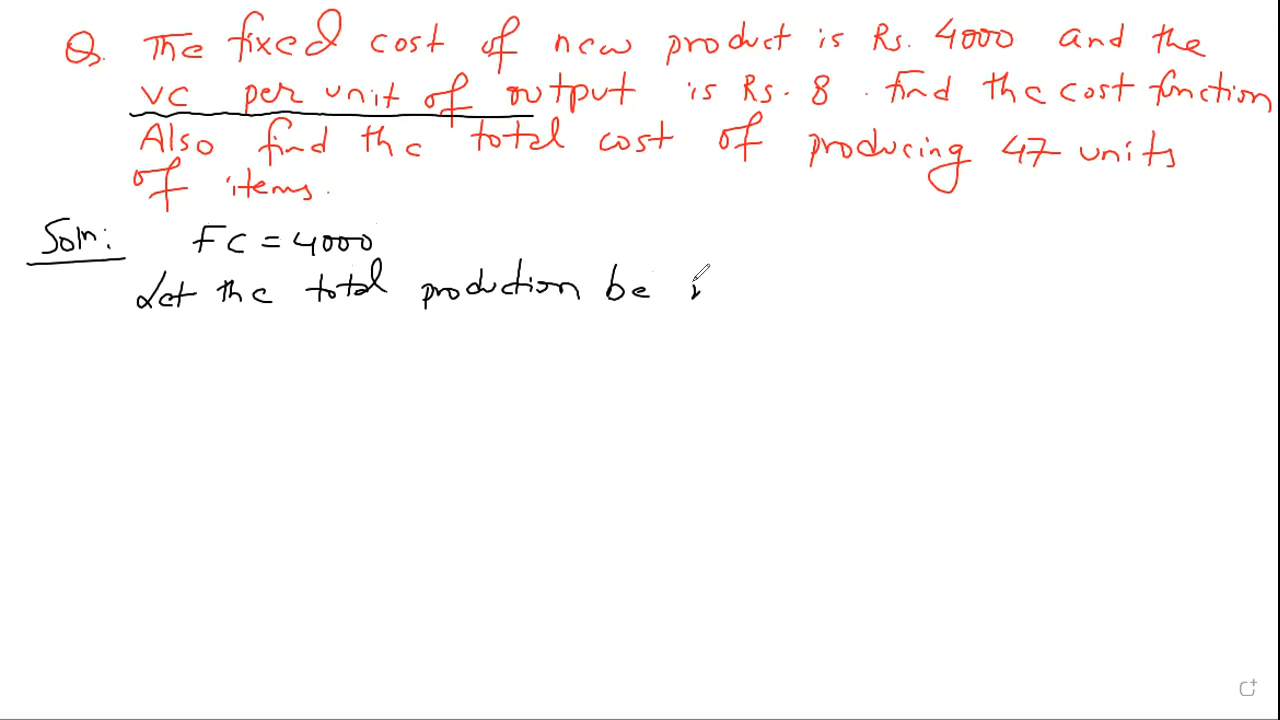 Q. The fixed cost of new product is Rs. 4000 and the
VC per unit of output is Rs. 8 . find the cost function
Also find the total cost of producing 47 units
of items.
Soln: FC = 4000
Let the total production be